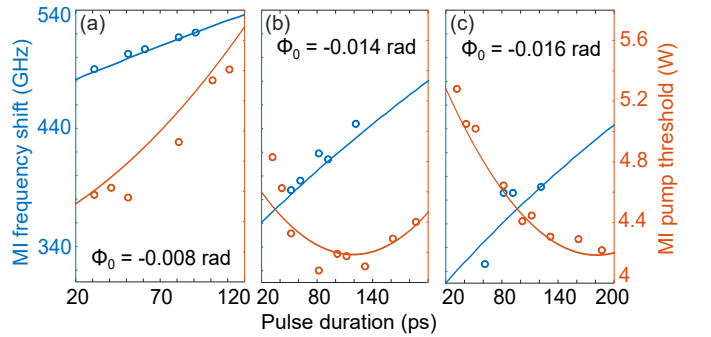 540
440
340
MI frequency shift (GHz)
(a)
Φ₀ = -0.008 rad
20
70
120
(b)
Φ₀ = -0.014 rad
20
80
140
(c)
Φ₀ = -0.016 rad
20
80
140
200
5.6
5.2
4.8
4.4
4
MI pump threshold (W)
Pulse duration (ps)